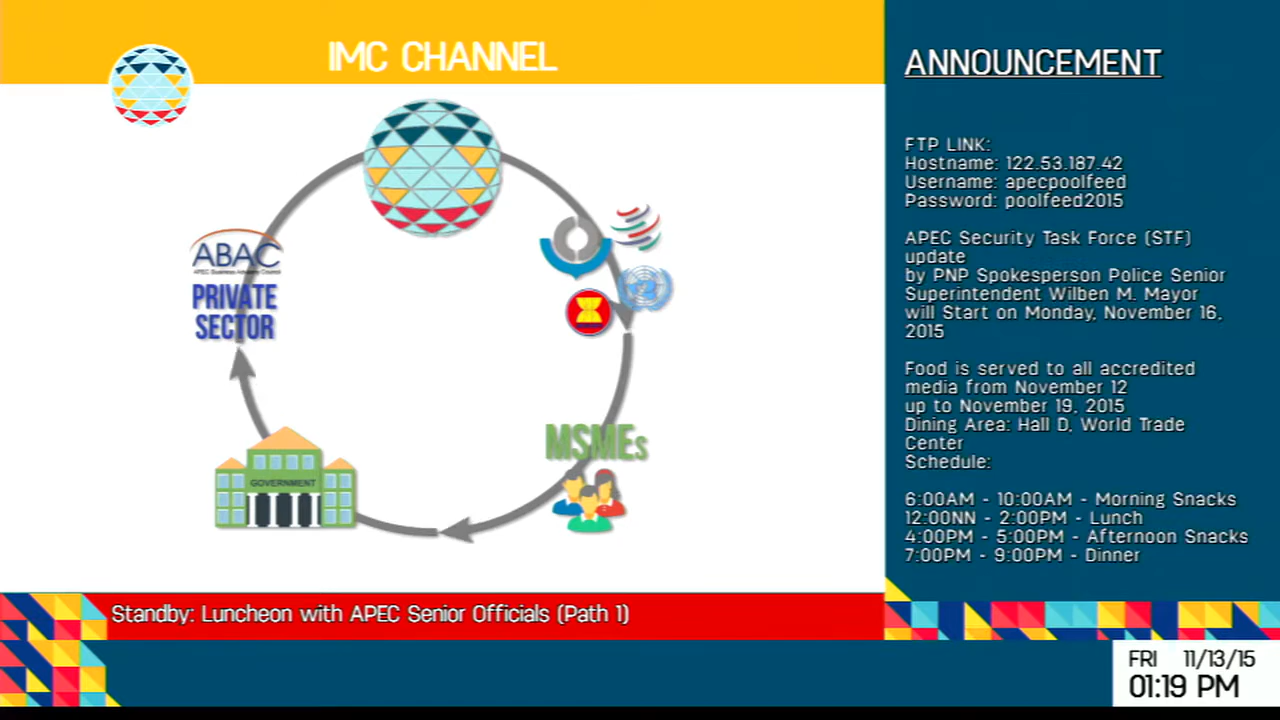 IMC CHANNEL
ANNOUNCEMENT
FTP LINK:
Hostname: 122.53.187.42
Username: apecpoolfeed
Password: poolfeed2015
APEC Security Task Force (STF)
update
by PNP Spokesperson Police Senior
Superintendent Wilben M. Mayor
will Start on Monday, November 16,
2015
Food is served to all accredited
media from November 12
up to November 19, 2015
Dining Area: Hall D, World Trade
Center
Schedule:
6:00AM - 10:00AM - Morning Snacks
12:00NN - 2:00PM - Lunch
4:00PM - 5:00PM - Afternoon Snacks
7:00PM - 9:00PM - Dinner
ABAC
APEC Business Advisory Council
PRIVATE
SECTOR
MSMEs
GOVERNMENT
Standby: Luncheon with APEC Senior Officials (Path 1)
FRI 11/13/15
01:19 PM